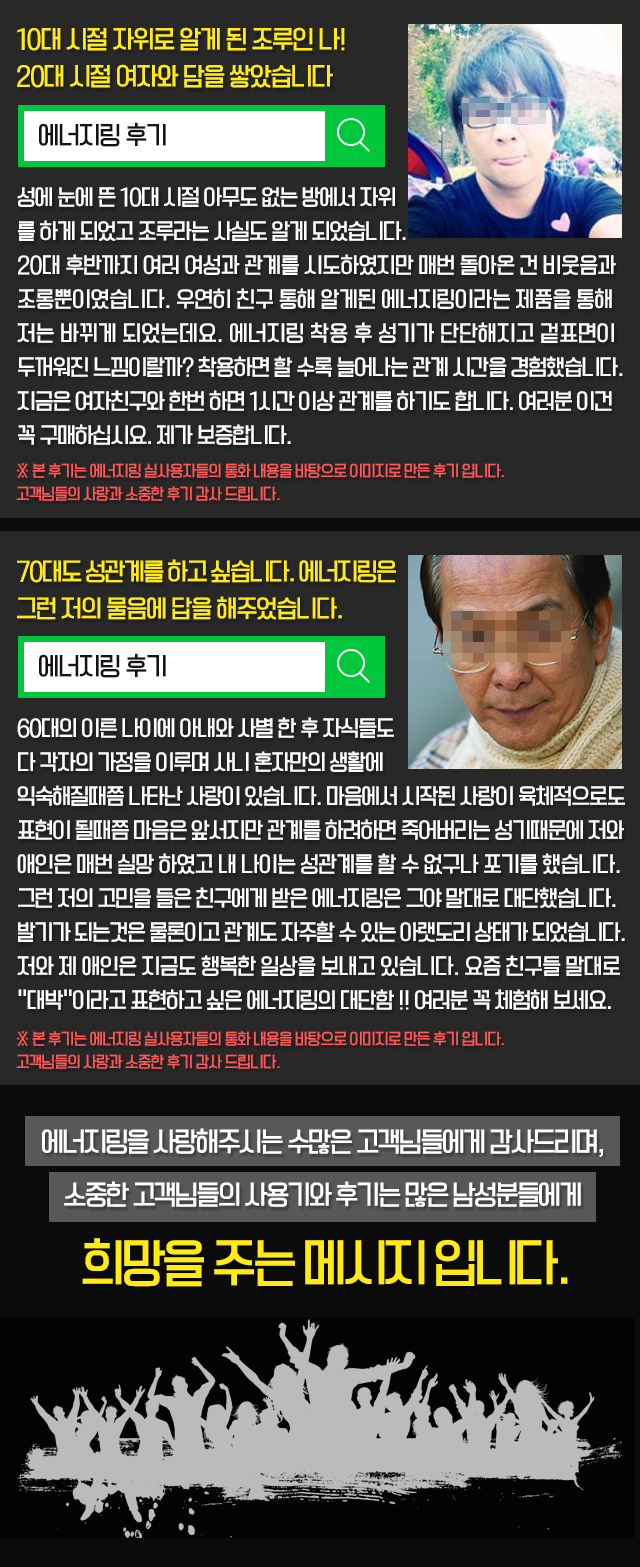 10대 시절 자위로 알게 된 조루인 나!
20대 시절 여자와 담을 쌓았습니다
에너지링 후기
성에 눈에 뜬 10대 시절 아무도 없는 방에서 자위
를 하게 되었고 조루라는 사실도 알게 되었습니다.
20대 후반까지 여러 여성과 관계를 시도하였지만 매번 돌아온 건 비웃음과
조롱뿐이였습니다. 우연히 친구 통해 알게된 에너지링이라는 제품을 통해
저는 바뀌게 되었는데요. 에너지링 착용 후 성기가 단단해지고 겉표면이
두꺼워진 느낌이랄까? 착용하면 할 수록 늘어나는 관계 시간을 경험했습니다.
지금은 여자친구와 한번 하면 1시간 이상 관계를 하기도 합니다. 여러분 이건
꼭 구매하십시요. 제가 보증합니다.
※ 본 후기는 에너지링 실사용자들의 통화 내용을 바탕으로 이미지로 만든 후기 입니다.
고객님들의 사랑과 소중한 후기 감사 드립니다.
70대도 성관계를 하고 싶습니다. 에너지링은
그런 저의 물음에 답을 해주었습니다.
에너지링 후기
60대의 이른 나이에 아내와 사별 한 후 자식들도
다 각자의 가정을 이루며 사니 혼자만의 생활에
익숙해질때쯤 나타난 사랑이 있습니다. 마음에서 시작된 사랑이 육체적으로도
표현이 될때쯤 마음은 앞서지만 관계를 하려하면 죽어버리는 성기때문에 저와
애인은 매번 실망 하였고 내 나이는 성관계를 할 수 없구나 포기를 했습니다.
그런 저의 고민을 들은 친구에게 받은 에너지링은 그야 말대로 대단했습니다.
발기가 되는것은 물론이고 관계도 자주할 수 있는 아랫도리 상태가 되었습니다.
저와 제 애인은 지금도 행복한 일상을 보내고 있습니다. 요즘 친구들 말대로
"대박"이라고 표현하고 싶은 에너지링의 대단함 !! 여러분 꼭 체험해 보세요.
※ 본 후기는 에너지링 실사용자들의 통화 내용을 바탕으로 이미지로 만든 후기 입니다.
고객님들의 사랑과 소중한 후기 감사 드립니다.
에너지링을 사랑해주시는 수많은 고객님들에게 감사드리며,
소중한 고객님들의 사용기와 후기는 많은 남성분들에게
희망을 주는 메시지 입니다.